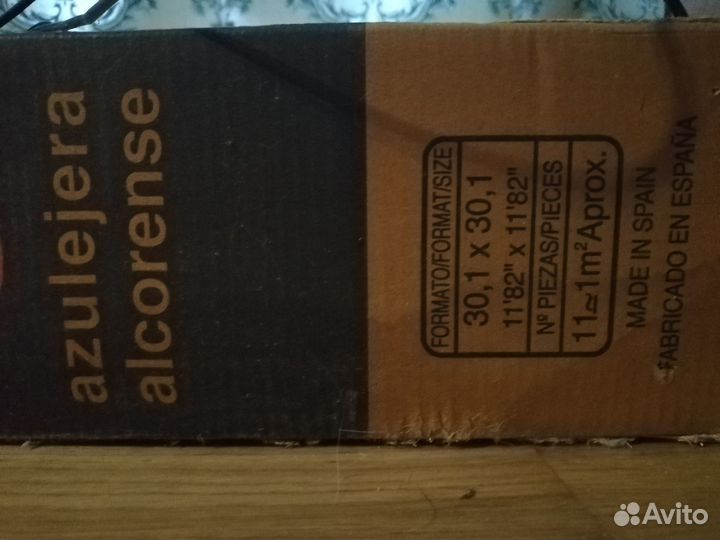 azulejera
alcorense
FORMATO/FORMAT/SIZE
30,1 x 30,1
11'82" x 11'82"
Nº PIEZAS/PIECES
11≃1m² Aprox.
MADE IN SPAIN
FABRICADO EN ESPAÑA
Avito